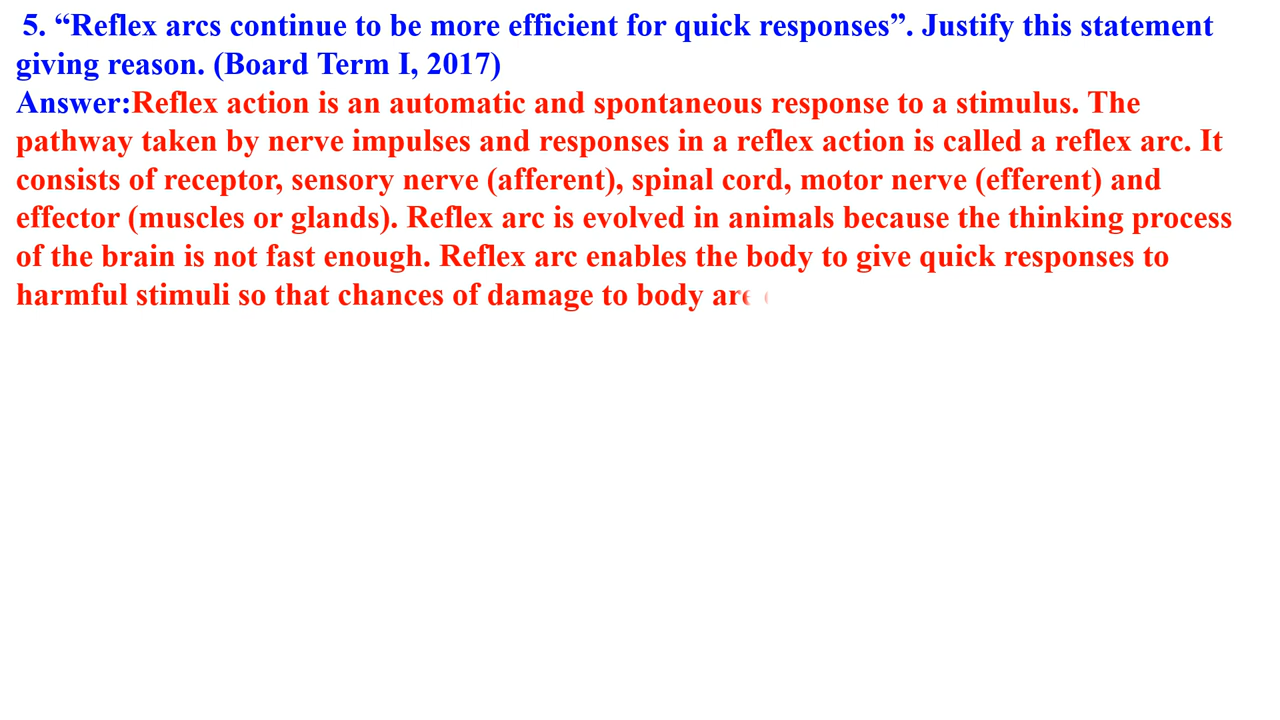 5. “Reflex arcs continue to be more efficient for quick responses”. Justify this statement
giving reason. (Board Term I, 2017)
Answer:Reflex action is an automatic and spontaneous response to a stimulus. The
pathway taken by nerve impulses and responses in a reflex action is called a reflex arc. It
consists of receptor, sensory nerve (afferent), spinal cord, motor nerve (efferent) and
effector (muscles or glands). Reflex arc is evolved in animals because the thinking process
of the brain is not fast enough. Reflex arc enables the body to give quick responses to
harmful stimuli so that chances of damage to body are